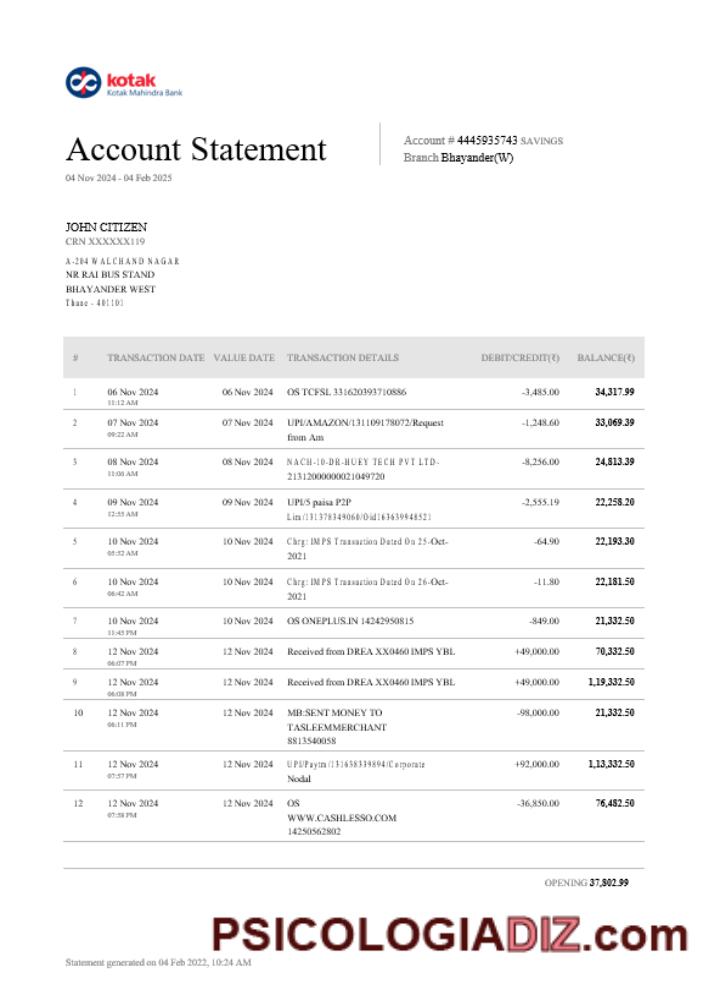 kotak
Kotak Mahindra Bank
Account Statement
04 Nov 2024 - 04 Feb 2025
Account # 4445935743 SAVINGS
Branch Bhayander(W)
JOHN CITIZEN
CRN XXXXXX119
A-204 WALCHAND NAGAR
NR RAI BUS STAND
BHAYANDER WEST
Thane - 401101
# TRANSACTION DATE VALUE DATE TRANSACTION DETAILS DEBIT/CREDIT(₹) BALANCE(₹)
1 06 Nov 2024 06 Nov 2024 OS TCFSL 331620393710886 -3,485.00 34,317.99
11:12 AM
2 07 Nov 2024 07 Nov 2024 UPI/AMAZON/131109178072/Request -1,248.60 33,069.39
09:22 AM from Am
3 08 Nov 2024 08 Nov 2024 NACH-10-DR-HUEY TECH PVT LTD- -8,256.00 24,813.39
11:06 AM 21312000000021049720
4 09 Nov 2024 09 Nov 2024 UPI/5 paisa P2P -2,555.19 22,258.20
12:55 AM Lim/131378349060/Oid163639948521
5 10 Nov 2024 10 Nov 2024 Chrg: IMPS Transaction Dated On 25-Oct- -64.90 22,193.30
05:52 AM 2021
6 10 Nov 2024 10 Nov 2024 Chrg: IMPS Transaction Dated On 26-Oct- -11.80 22,181.50
06:42 AM 2021
7 10 Nov 2024 10 Nov 2024 OS ONEPLUS.IN 14242950815 -849.00 21,332.50
11:45 PM
8 12 Nov 2024 12 Nov 2024 Received from DREA XX0460 IMPS YBL +49,000.00 70,332.50
06:07 PM
9 12 Nov 2024 12 Nov 2024 Received from DREA XX0460 IMPS YBL +49,000.00 1,19,332.50
06:08 PM
10 12 Nov 2024 12 Nov 2024 MB:SENT MONEY TO -98,000.00 21,332.50
06:11 PM TASLEEMMERCHANT
8813540058
11 12 Nov 2024 12 Nov 2024 UPI/Paytm/131638339894/Corporate +92,000.00 1,13,332.50
07:57 PM Nodal
12 12 Nov 2024 12 Nov 2024 OS -36,850.00 76,482.50
07:58 PM WWW.CASHLESSO.COM
14250562802
OPENING 37,802.99
PSICOLOGIADIZ.com
Statement generated on 04 Feb 2022, 10:24 AM